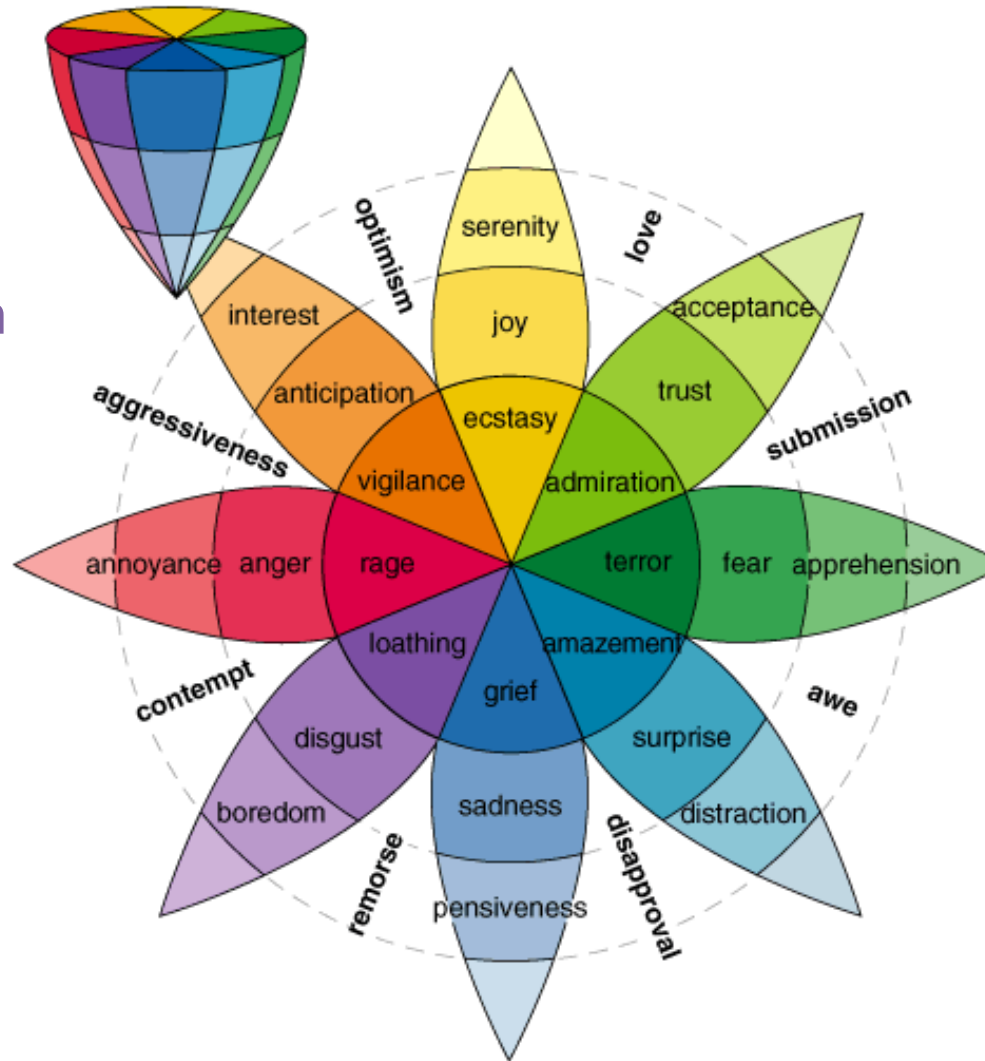 optimism
serenity
love
interest
joy
acceptance
n
anticipation
trust
aggressiveness
ecstasy
submission
vigilance
admiration
annoyance
anger
rage
terror
fear
apprehension
loathing
amazement
contempt
grief
awe
disgust
surprise
boredom
sadness
distraction
remorse
disapproval
pensiveness